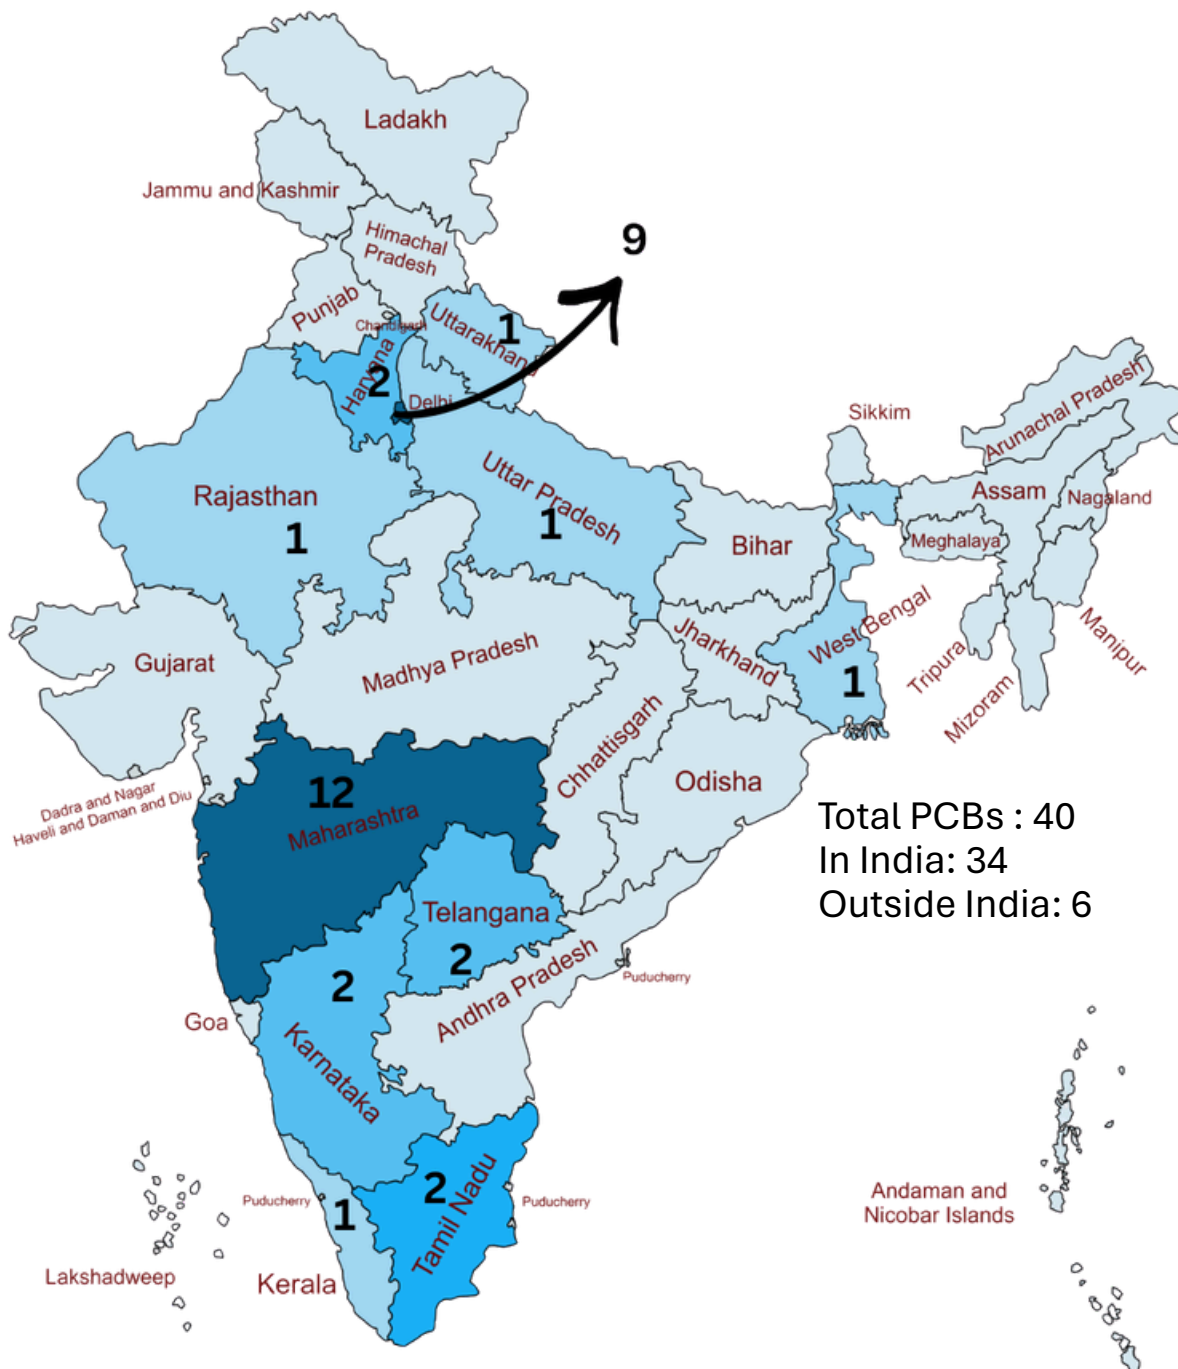 Ladakh
Jammu and Kashmir
Himachal
Pradesh
9
Punjab
Chandigarh
Uttarakhand
1
Haryana
2
Delhi
Sikkim
Arunachal Pradesh
Rajasthan
1
Uttar Pradesh
1
Bihar
Assam
Nagaland
Meghalaya
Manipur
Tripura
Mizoram
Gujarat
Madhya Pradesh
Jharkhand
West Bengal
1
Chhattisgarh
Odisha
Dadra and Nagar
Haveli and Daman and Diu
12
Maharashtra
Total PCBs : 40
In India: 34
Outside India: 6
Telangana
2
2
Karnataka
Andhra Pradesh
Puducherry
Goa
2
Tamil Nadu
Puducherry
Puducherry
1
Kerala
Lakshadweep
Andaman and
Nicobar Islands